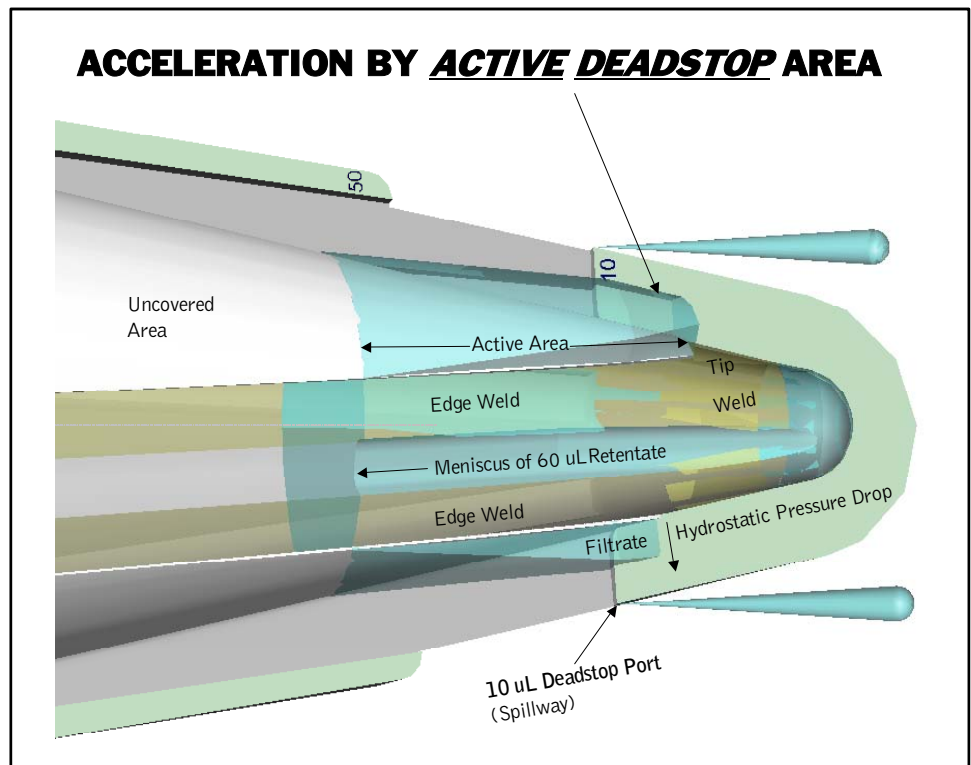 ACCELERATION BY ACTIVE DEADSTOP AREA
50
10
Uncovered
Area
Active Area
Tip
Weld
Edge Weld
Meniscus of 60 uL Retentate
Edge Weld
Filtrate
Hydrostatic Pressure Drop
10 uL Deadstop Port
(Spillway)